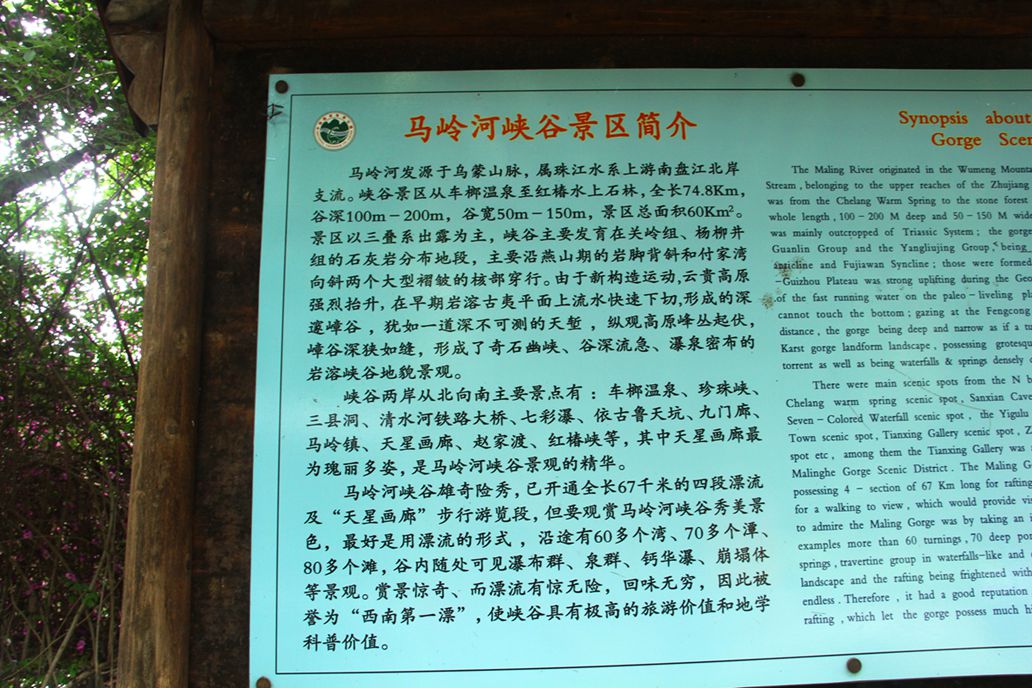 马岭河峡谷景区简介
马岭河发源于乌蒙山脉，属珠江水系上游南盘江北岸
支流。峡谷景区从车榔温泉至红椿水上石林，全长74.8Km，
谷深100m－200m，谷宽50m－150m，景区总面积60Km²。
景区以三叠系出露为主，峡谷主要发育在关岭组、杨柳井
组的石灰岩分布地段，主要沿燕山期的岩脚背斜和付家湾
向斜两个大型褶皱的核部穿行。由于新构造运动,云贵高原
强烈抬升，在早期岩溶古夷平面上流水快速下切,形成的深
邃嶂谷，犹如一道深不可测的天堑，纵观高原峰丛起伏，
嶂谷深狭如缝，形成了奇石幽峡、谷深流急、瀑泉密布的
岩溶峡谷地貌景观。
峡谷两岸从北向南主要景点有：车榔温泉、珍珠峡、
三县洞、清水河铁路大桥、七彩瀑、依古鲁天坑、九门廊、
马岭镇、天星画廊、赵家渡、红椿峡等，其中天星画廊最
为瑰丽多姿，是马岭河峡谷景观的精华。
马岭河峡谷雄奇险秀，已开通全长67千米的四段漂流
及“天星画廊”步行游览段，但要观赏马岭河峡谷秀美景
色，最好是用漂流的形式，沿途有60多个湾、70多个潭、
80多个滩，谷内随处可见瀑布群、泉群、钙华瀑、崩塌体
等景观。赏景惊奇、而漂流有惊无险，回味无穷，因此被
誉为“西南第一漂”，使峡谷具有极高的旅游价值和地学
科普价值。
Synopsis about
Gorge
The Maling River originated in the Wumeng
Stream , belonging to the upper reaches of the Zhujiang
was from the Chelang Warm Spring to the stone forest
whole length , 100－200 M deep and 50－150 M
was mainly outcropped of Triassic System ; the gorge
Guanlin Group and the Yangliujing Group , being
anticline and Fujiawan Syncline ; those were formed
－Guizhou Plateau was strong uplifting during the
of the fast running water on the paleo－liveling
cannot touch the bottom ; gazing at the Fengcong
distance , the gorge being deep and narrow as if a
Karst gorge landform landscape , possessing
torrent as well as being waterfalls & springs densely
There were main scenic spots from the N
Chelang warm spring scenic spot , Sanxian Cave
Seven－Colored Waterfall scenic spot , the Yigulu
Town scenic spot , Tianxing Gallery scenic spot ,
spot etc , among them the Tianxing Gallery was
Malinghe Gorge Scenic District . The Maling
possessing 4－section of 67 Km long for rafting
for a walking to view , which would provide
to admire the Maling Gorge was by taking an
examples more than 60 turnings , 70 deep
springs , travertine group in waterfalls-like and
landscape and the rafting being frightened
endless . Therefore , it had a good reputation
rafting , which let the gorge possess much